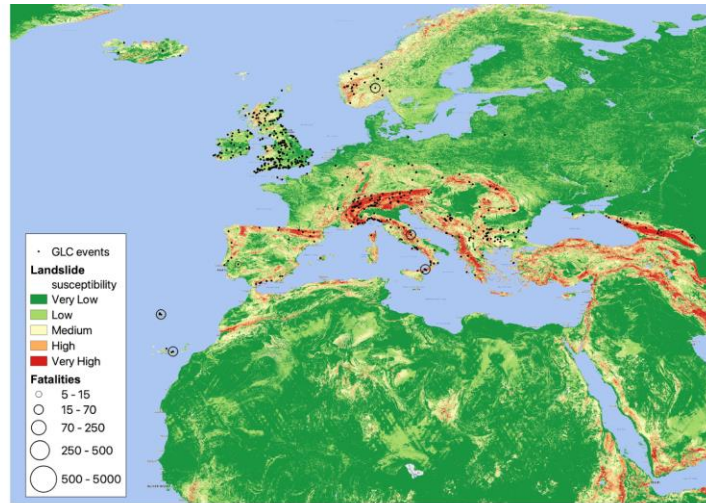 GLC events
Landslide
susceptibility
Very Low
Low
Medium
High
Very High
Fatalities
5 - 15
15 - 70
70 - 250
250 - 500
500 - 5000